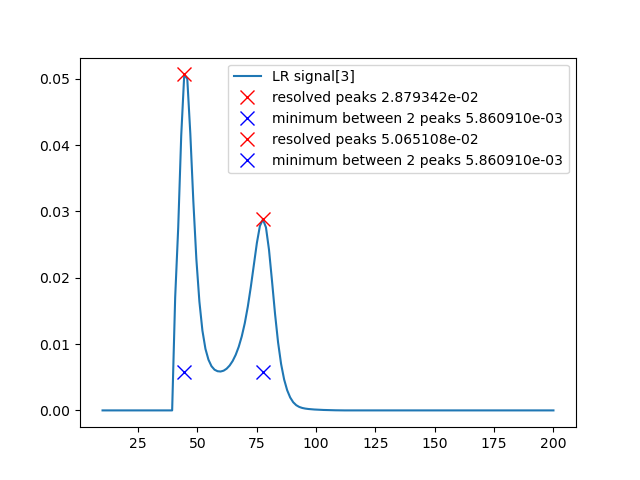 LR signal[3]
resolved peaks 2.879342e-02
minimum between 2 peaks 5.860910e-03
resolved peaks 5.065108e-02
minimum between 2 peaks 5.860910e-03
0.05
0.04
0.03
0.02
0.01
0.00
25 50 75 100 125 150 175 200